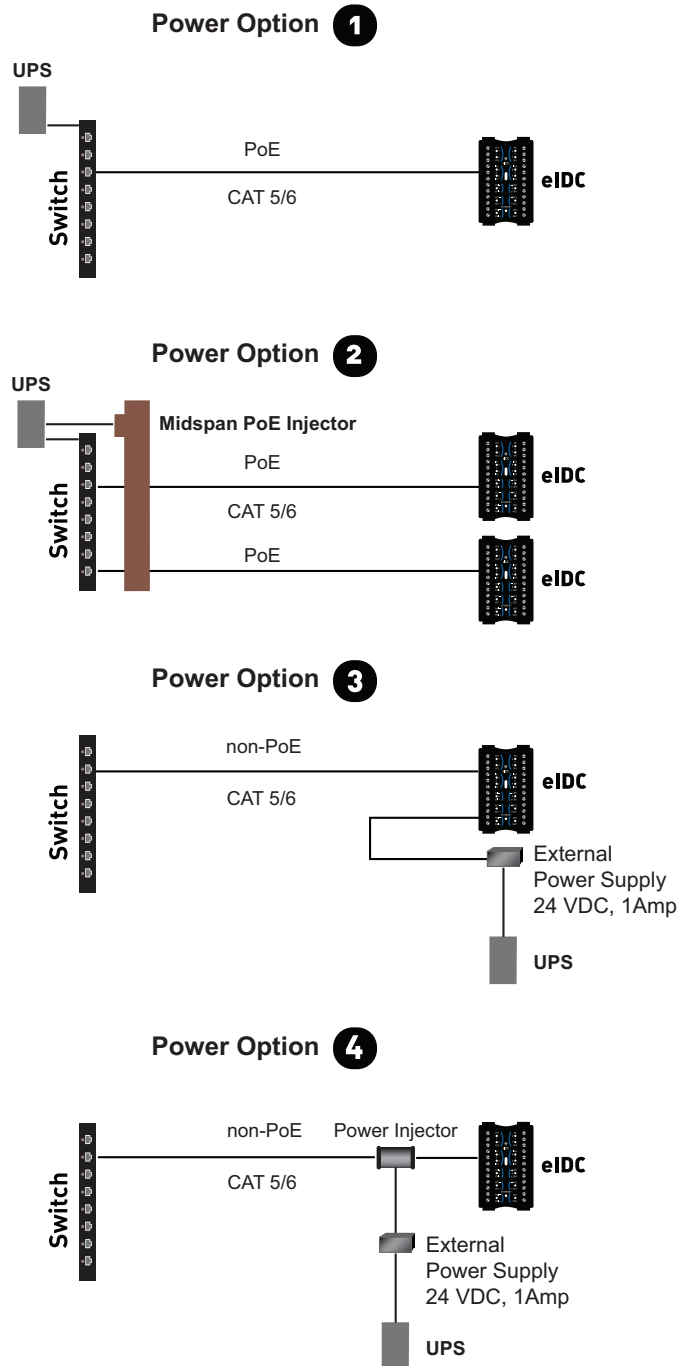 Power Option 1
UPS
Switch
PoE
CAT 5/6
eIDC
Power Option 2
UPS
Midspan PoE Injector
Switch
PoE
CAT 5/6
eIDC
PoE
eIDC
Power Option 3
Switch
non-PoE
CAT 5/6
eIDC
External
Power Supply
24 VDC, 1Amp
UPS
Power Option 4
Switch
non-PoE
Power Injector
CAT 5/6
eIDC
External
Power Supply
24 VDC, 1Amp
UPS